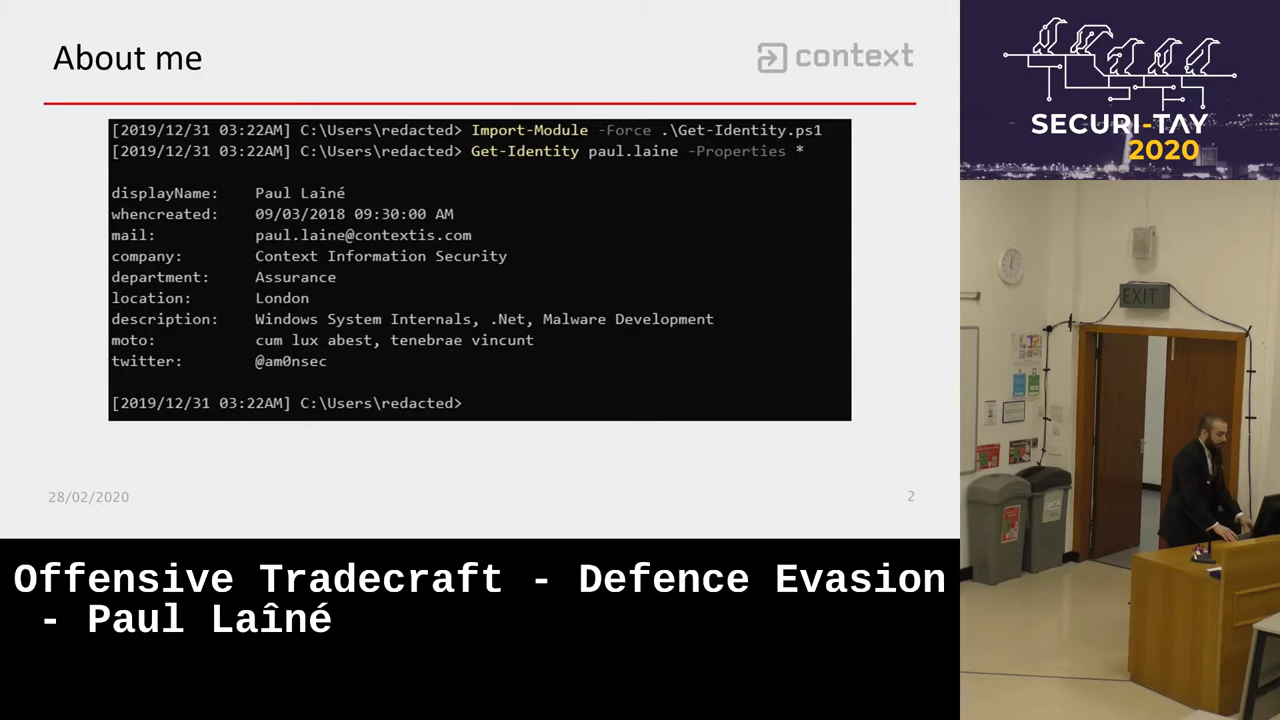 About me
context
[2019/12/31 03:22AM] C:\Users\redacted> Import-Module -Force .\Get-Identity.ps1
[2019/12/31 03:22AM] C:\Users\redacted> Get-Identity paul.laine -Properties *
displayName: Paul Laîné
whencreated: 09/03/2018 09:30:00 AM
mail: paul.laine@contextis.com
company: Context Information Security
department: Assurance
location: London
description: Windows System Internals, .Net, Malware Development
moto: cum lux abest, tenebrae vincunt
twitter: @am0nsec
[2019/12/31 03:22AM] C:\Users\redacted>
28/02/2020
2
Offensive Tradecraft - Defence Evasion
- Paul Laîné
SECURI-TAY
2020
EXIT